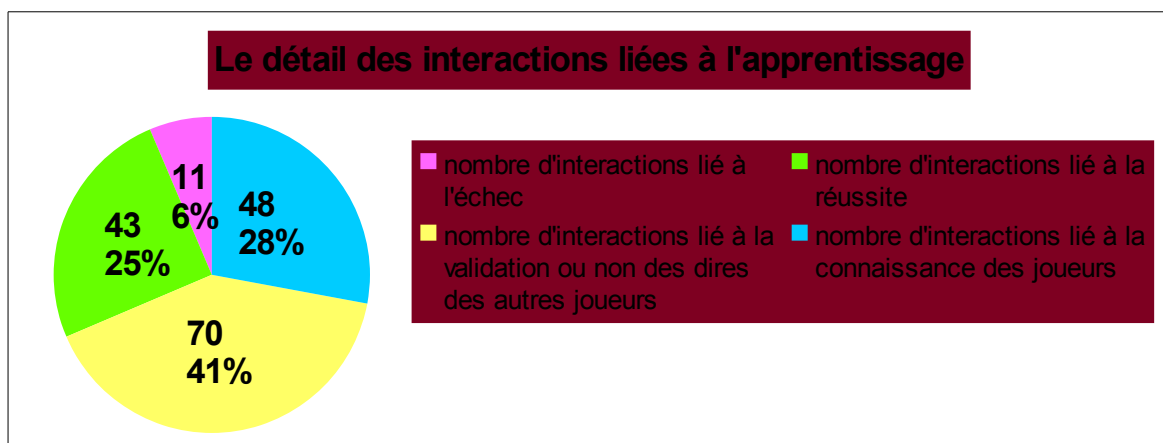 Le détail des interactions liées à l'apprentissage
11
6%
48
28%
43
25%
70
41%
nombre d'interactions lié à
l'échec
nombre d'interactions lié à la
réussite
nombre d'interactions lié à la
validation ou non des dires
des autres joueurs
nombre d'interactions lié à la
connaissance des joueurs